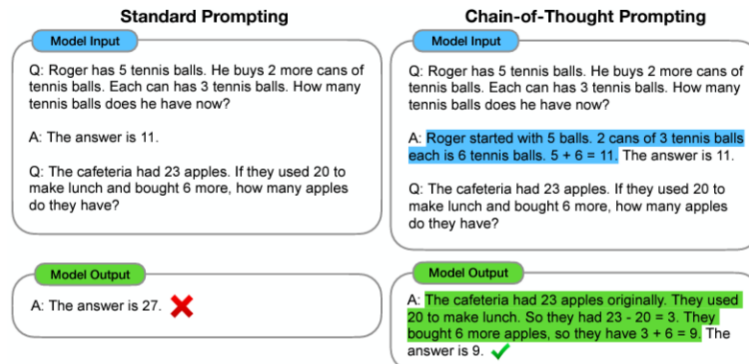 Standard Prompting
Model Input
Q: Roger has 5 tennis balls. He buys 2 more cans of
tennis balls. Each can has 3 tennis balls. How many
tennis balls does he have now?
A: The answer is 11.
Q: The cafeteria had 23 apples. If they used 20 to
make lunch and bought 6 more, how many apples
do they have?
Model Output
A: The answer is 27.
Chain-of-Thought Prompting
Model Input
Q: Roger has 5 tennis balls. He buys 2 more cans of
tennis balls. Each can has 3 tennis balls. How many
tennis balls does he have now?
A: Roger started with 5 balls. 2 cans of 3 tennis balls
each is 6 tennis balls. 5 + 6 = 11. The answer is 11.
Q: The cafeteria had 23 apples. If they used 20 to
make lunch and bought 6 more, how many apples
do they have?
Model Output
A: The cafeteria had 23 apples originally. They used
20 to make lunch. So they had 23 - 20 = 3. They
bought 6 more apples, so they have 3 + 6 = 9. The
answer is 9.